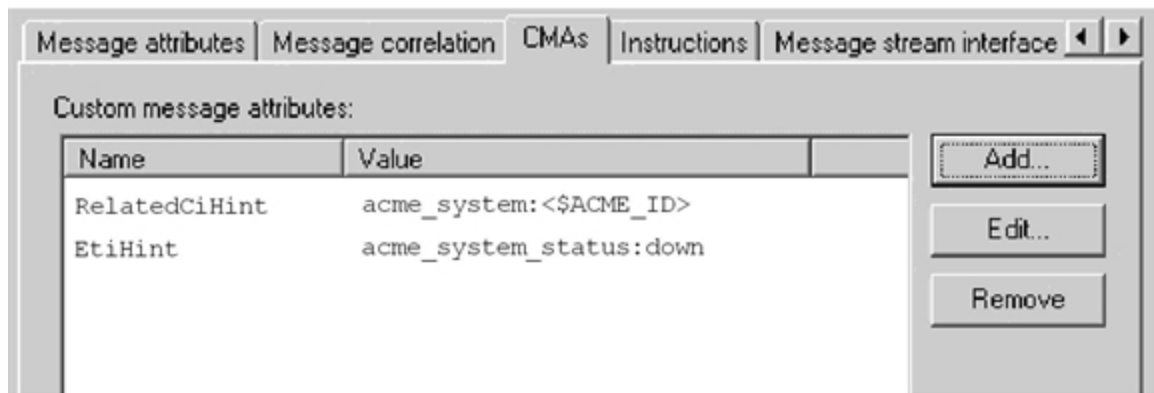 Message attributes Message correlation CMAs Instructions Message stream interface
Custom message attributes:
Name Value
Add...
RelatedCiHint acme_system:<$ACME_ID>
Edit...
EtiHint acme_system_status:down
Remove